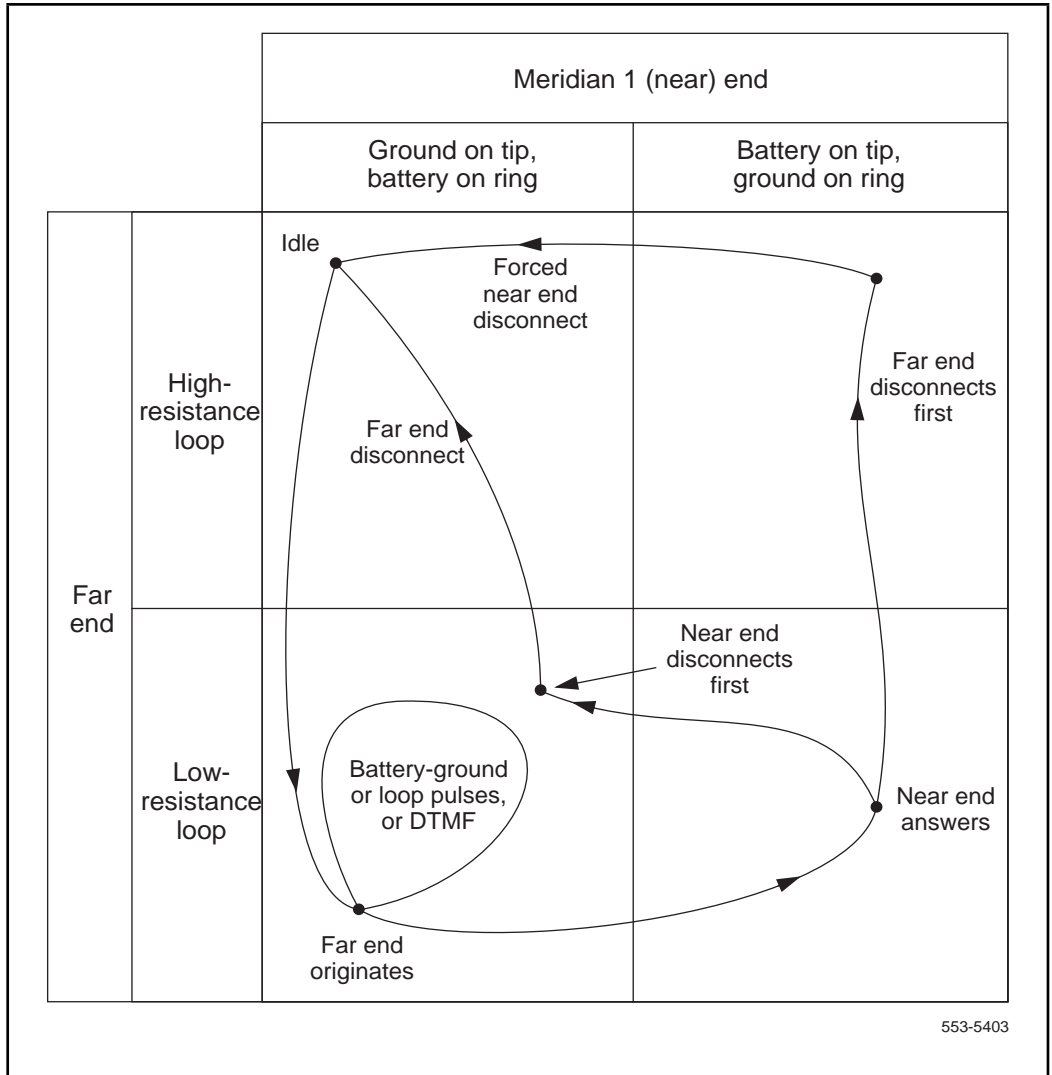 Meridian 1 (near) end
Ground on tip,
battery on ring
Battery on tip,
ground on ring
Far
end
High-
resistance
loop
Idle
Forced
near end
disconnect
Far end
disconnect
Far end
disconnects
first
Low-
resistance
loop
Near end
disconnects
first
Battery-ground
or loop pulses,
or DTMF
Near end
answers
Far end
originates
553-5403